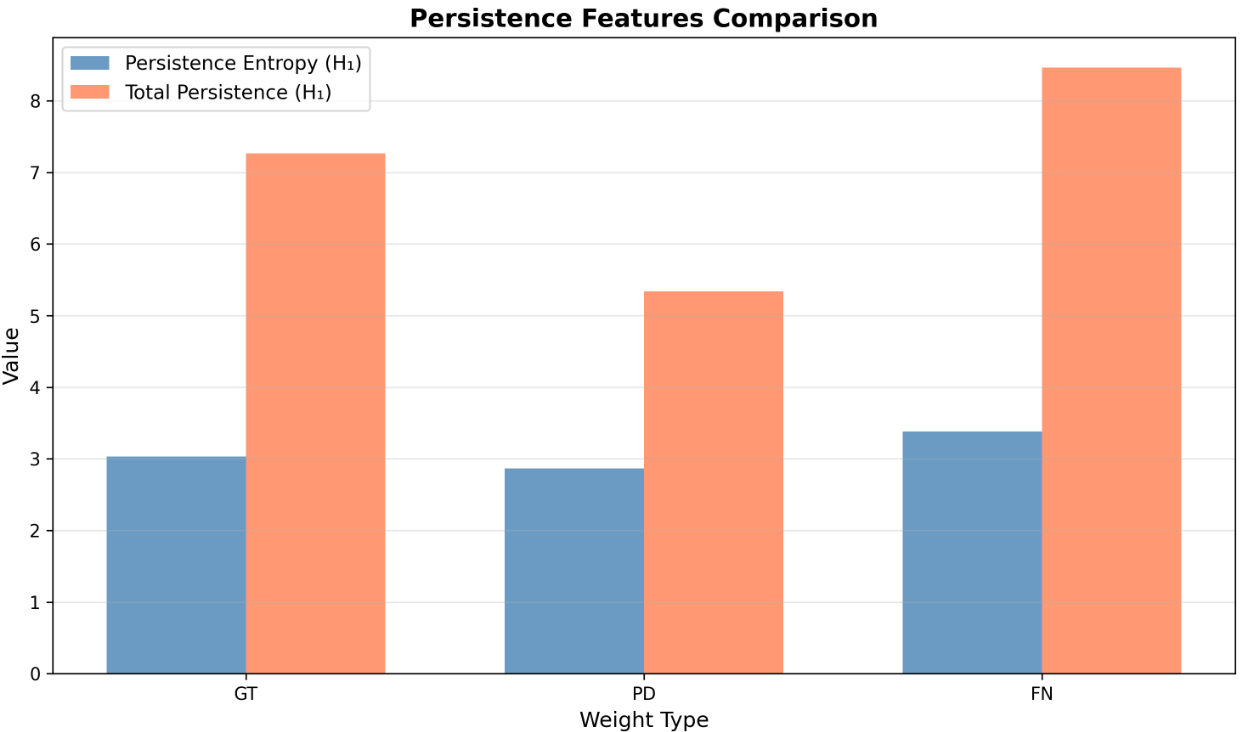 Persistence Features Comparison
Persistence Entropy (H₁)
Total Persistence (H₁)
Value
8
7
6
5
4
3
2
1
0
GT
PD
FN
Weight Type